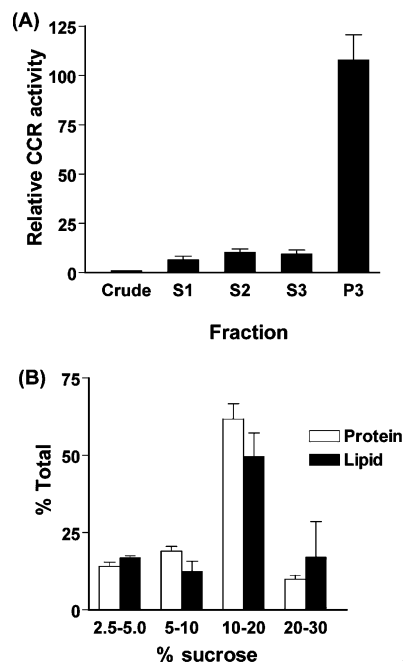 (A)
Relative CCR activity
125
100
75
50
25
0
Crude S1 S2 S3 P3
Fraction
(B)
% Total
75
50
25
0
Protein
Lipid
2.5-5.0 5-10 10-20 20-30
% sucrose